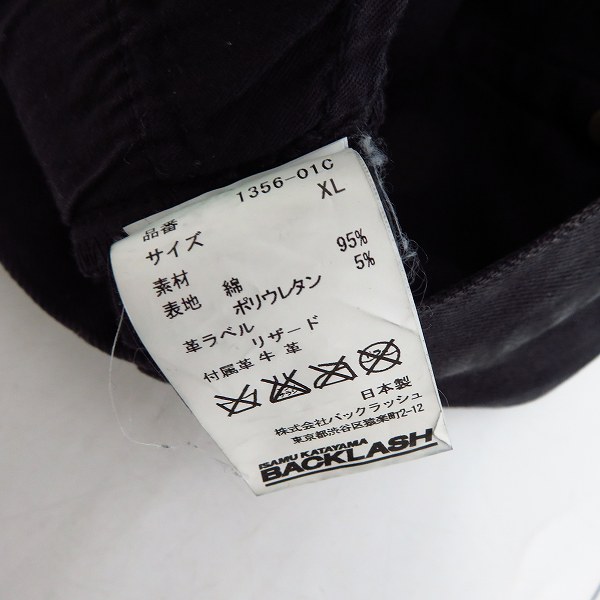 品番 1356-01C
サイズ XL
素材
表地 綿 95%
ポリウレタン 5%
革ラベル リザード
付属革 牛 革
日本製
株式会社バックラッシュ
東京都渋谷区猿楽町2-12
ISAMU KATAYAMA
BACKLASH